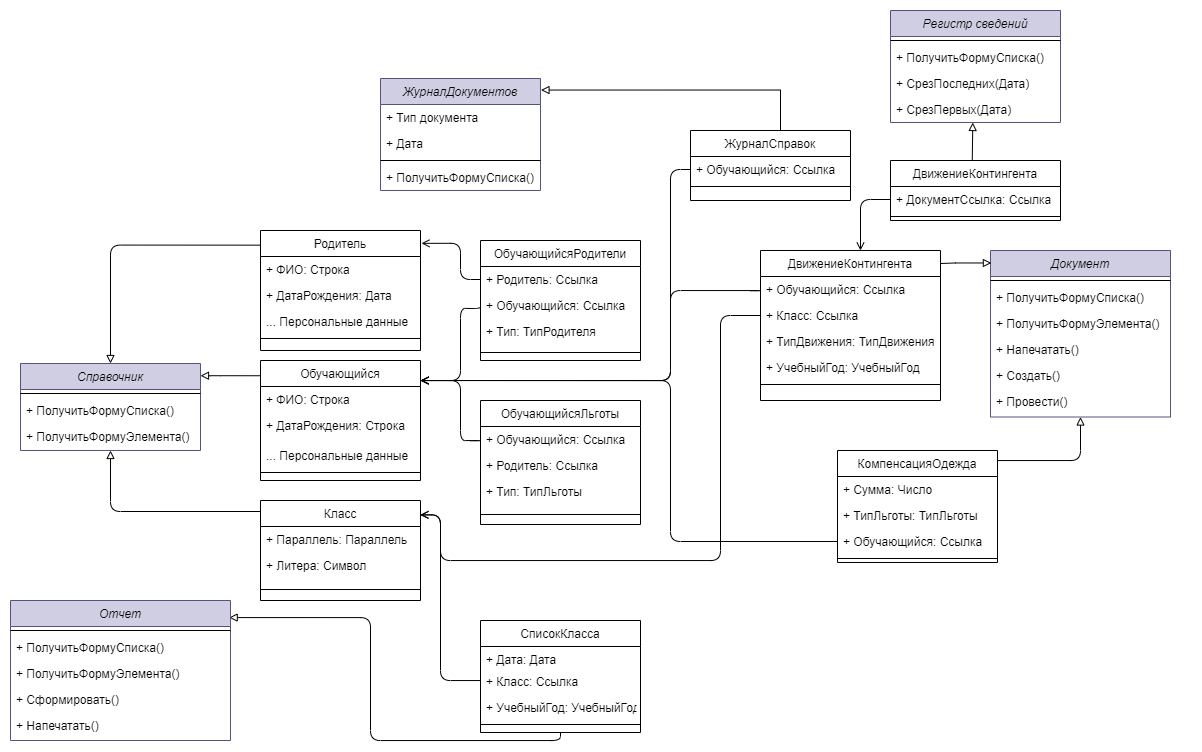 Регистр сведений
+ ПолучитьФормуСписка()
+ СрезПоследних(Дата)
+ СрезПервых(Дата)
ЖурналДокументов
+ Тип документа
+ Дата
+ ПолучитьФормуСписка()
ЖурналСправок
+ Обучающийся: Ссылка
ДвижениеКонтингента
+ ДокументСсылка: Ссылка
Родитель
+ ФИО: Строка
+ ДатаРождения: Дата
... Персональные данные
ОбучающийсяРодители
+ Родитель: Ссылка
+ Обучающийся: Ссылка
+ Тип: ТипРодителя
ДвижениеКонтингента
+ Обучающийся: Ссылка
+ Класс: Ссылка
+ ТипДвижения: ТипДвижения
+ УчебныйГод: УчебныйГод
Документ
+ ПолучитьФормуСписка()
+ ПолучитьФормуЭлемента()
+ Напечатать()
+ Создать()
+ Провести()
Справочник
+ ПолучитьФормуСписка()
+ ПолучитьФормуЭлемента()
Обучающийся
+ ФИО: Строка
+ ДатаРождения: Строка
... Персональные данные
ОбучающийсяЛьготы
+ Обучающийся: Ссылка
+ Родитель: Ссылка
+ Тип: ТипЛьготы
КомпенсацияОдежда
+ Сумма: Число
+ ТипЛьготы: ТипЛьготы
+ Обучающийся: Ссылка
Класс
+ Параллель: Параллель
+ Литера: Символ
Отчет
+ ПолучитьФормуСписка()
+ ПолучитьФормуЭлемента()
+ Сформировать()
+ Напечатать()
СписокКласса
+ Дата: Дата
+ Класс: Ссылка
+ УчебныйГод: УчебныйГод